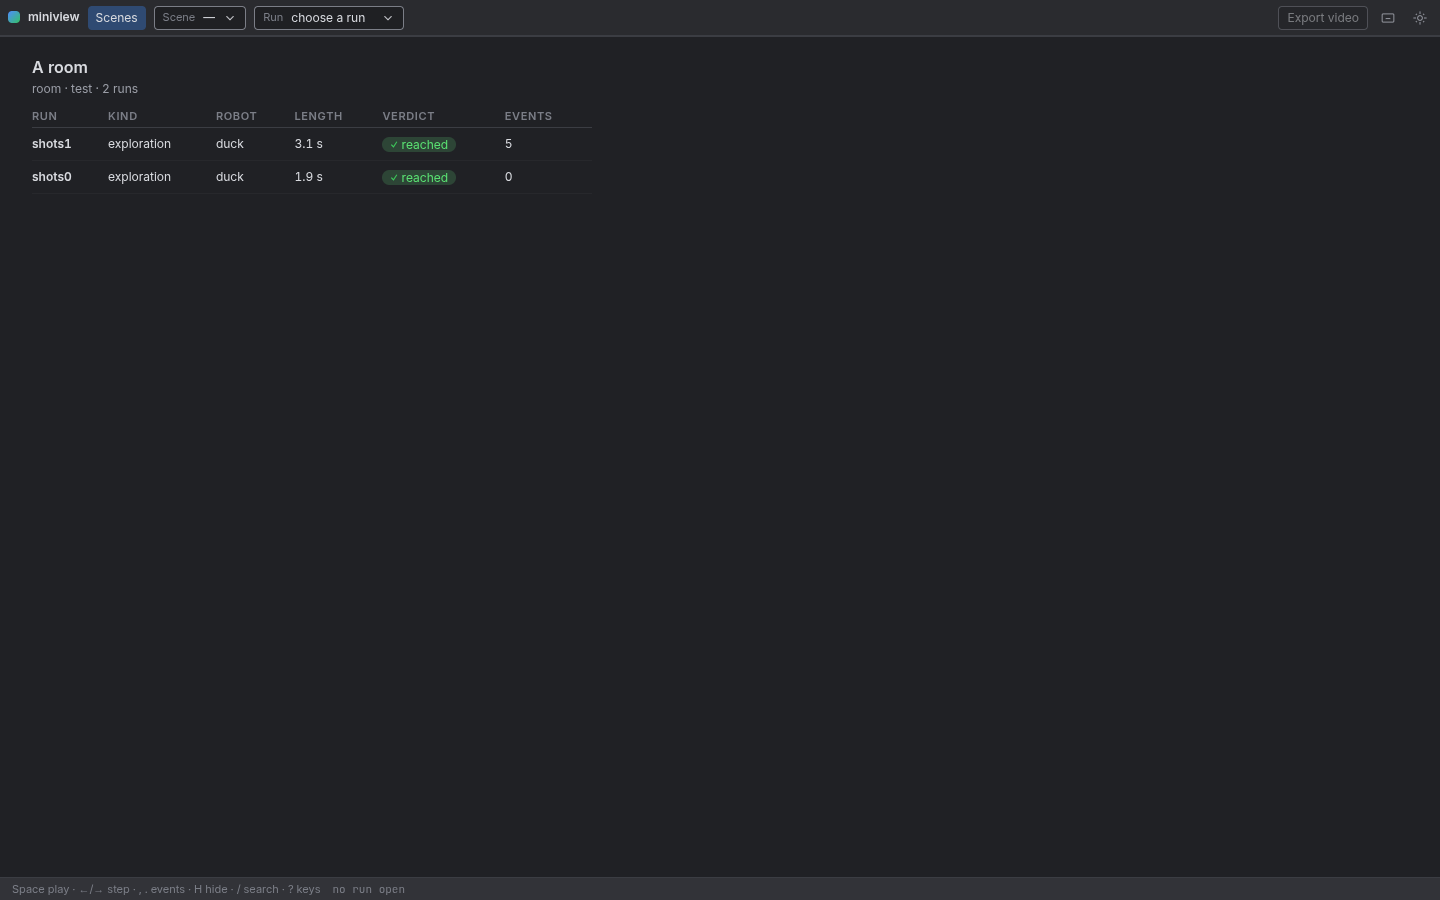 miniview Scenes Scene — Run choose a run Export video
A room
room · test · 2 runs
RUN KIND ROBOT LENGTH VERDICT EVENTS
shots1 exploration duck 3.1 s ✓ reached 5
shots0 exploration duck 1.9 s ✓ reached 0
Space play · ←/→ step · , . events · H hide · / search · ? keys no run open